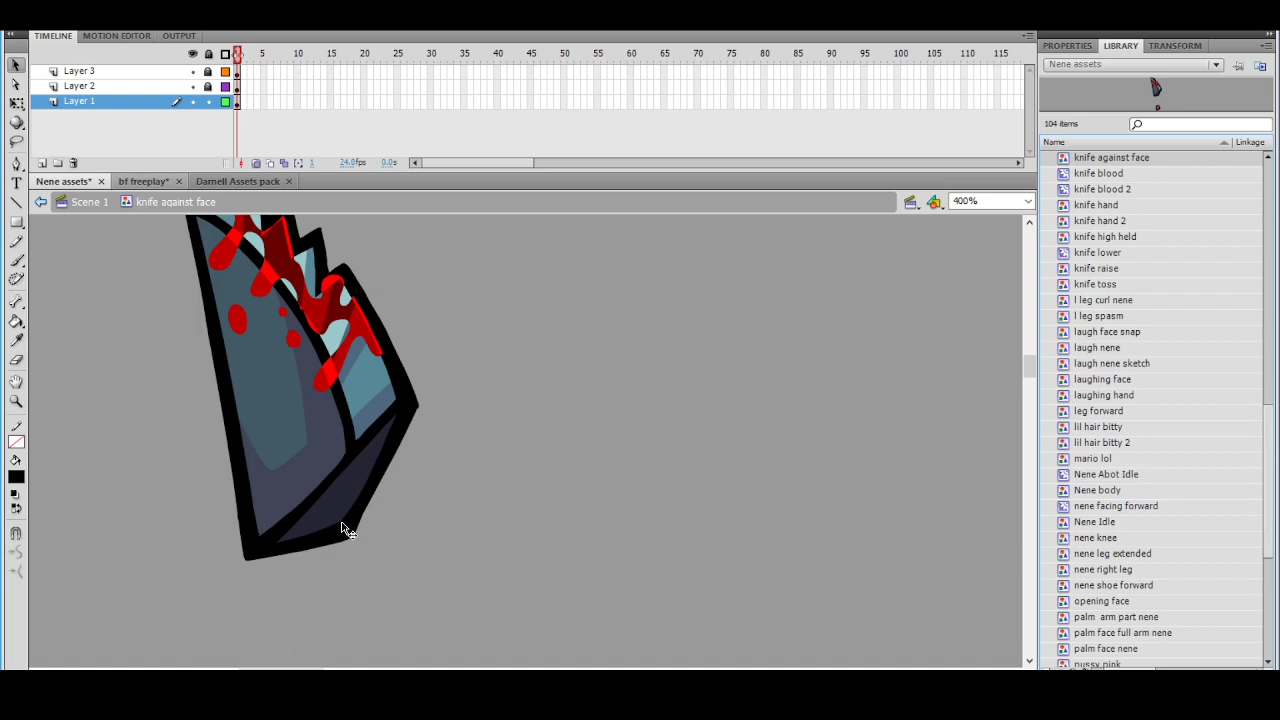 TIMELINE MOTION EDITOR OUTPUT
5 10 15 20 25 30 35 40 45 50 55 60 65 70 75 80 85 90 95 100 105 110 115
Layer 3
Layer 2
Layer 1
1 24.0fps 0.0s
Nene assets* bf freeplay* Darnell Assets pack
Scene 1 knife against face 400%
PROPERTIES LIBRARY TRANSFORM
Nene assets
104 items
Name Linkage
knife against face
knife blood
knife blood 2
knife hand
knife hand 2
knife high held
knife lower
knife raise
knife toss
l leg curl nene
l leg spasm
laugh face snap
laugh nene
laugh nene sketch
laughing face
laughing hand
leg forward
lil hair bitty
lil hair bitty 2
mario lol
Nene Abot Idle
Nene body
nene facing forward
Nene Idle
nene knee
nene leg extended
nene right leg
nene shoe forward
opening face
palm arm part nene
palm face full arm nene
palm face nene